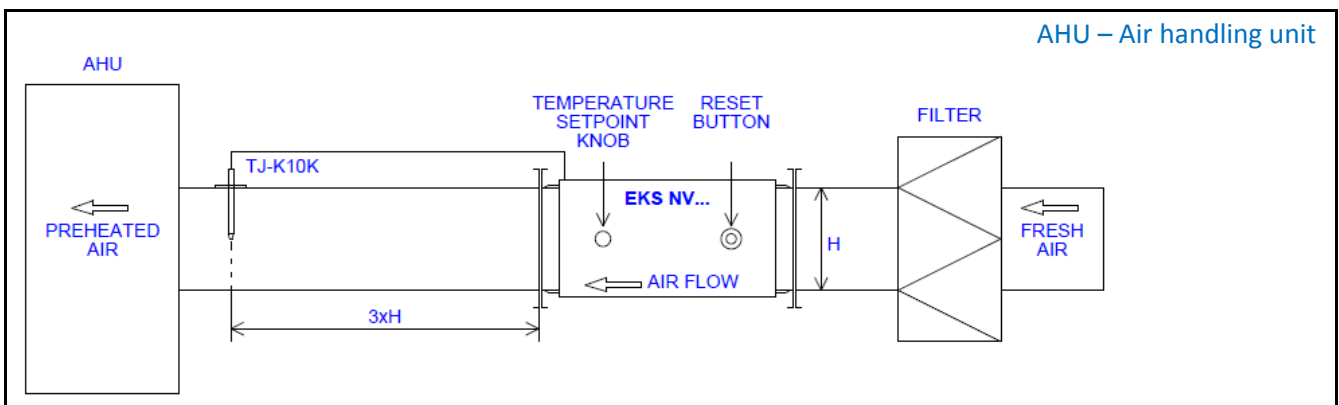 AHU – Air handling unit
AHU
TEMPERATURE
SETPOINT
KNOB
RESET
BUTTON
FILTER
TJ-K10K
EKS NV...
PREHEATED
AIR
H
FRESH
AIR
AIR FLOW
3xH